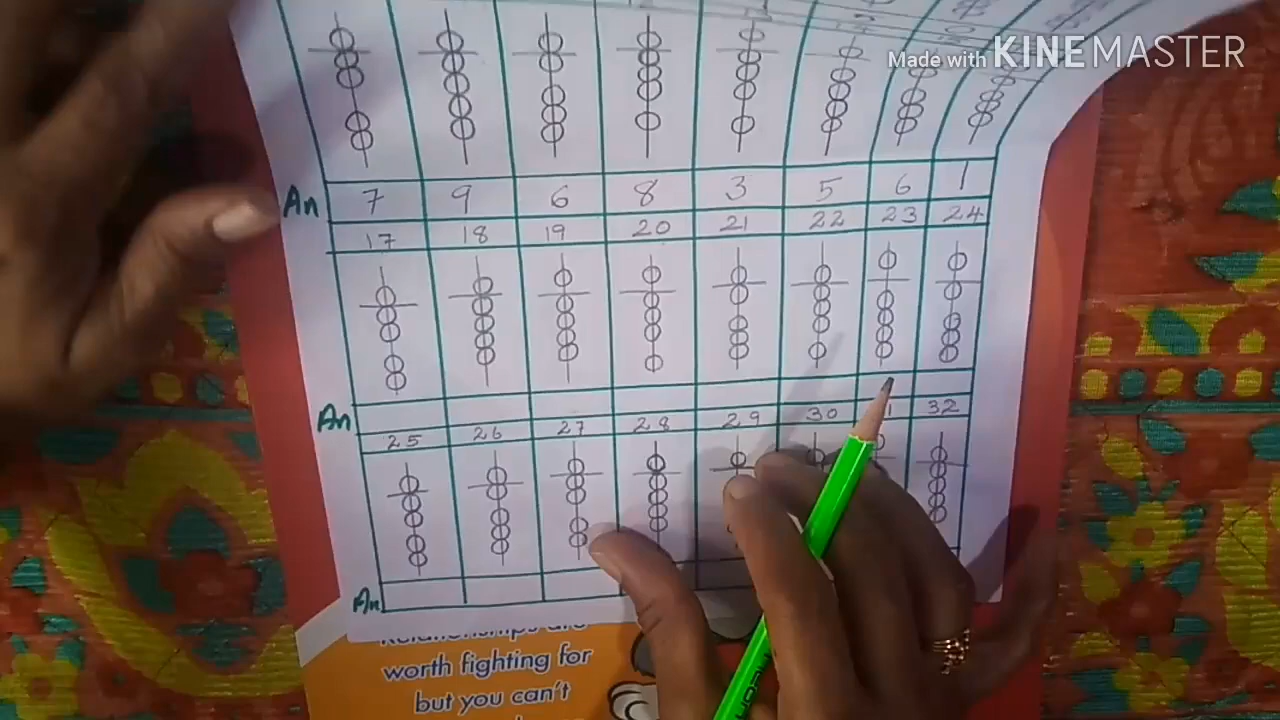 Made with KINEMASTER
An 7 9 6 8 3 5 6 1
17 18 19 20 21 22 23 24
An
25 26 27 28 29 30 1 32
An
worth fighting for
but you can't